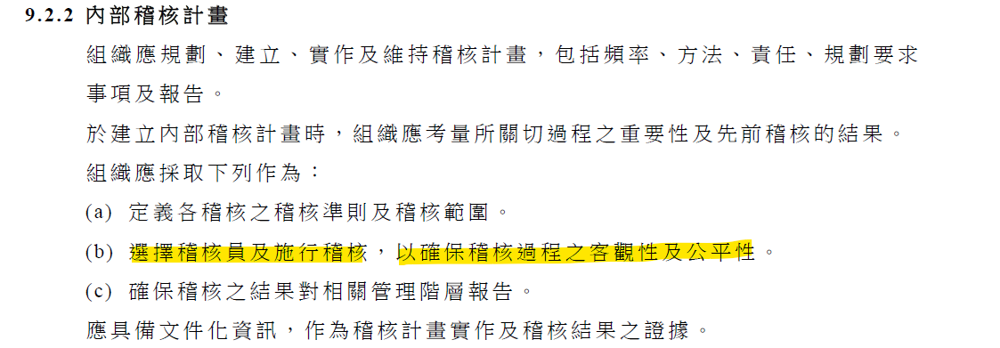 9.2.2 內部稽核計畫
組織應規劃、建立、實作及維持稽核計畫，包括頻率、方法、責任、規劃要求
事項及報告。
於建立內部稽核計畫時，組織應考量所關切過程之重要性及先前稽核的結果。
組織應採取下列作為：
(a) 定義各稽核之稽核準則及稽核範圍。
(b) 選擇稽核員及施行稽核，以確保稽核過程之客觀性及公平性。
(c) 確保稽核之結果對相關管理階層報告。
應具備文件化資訊，作為稽核計畫實作及稽核結果之證據。